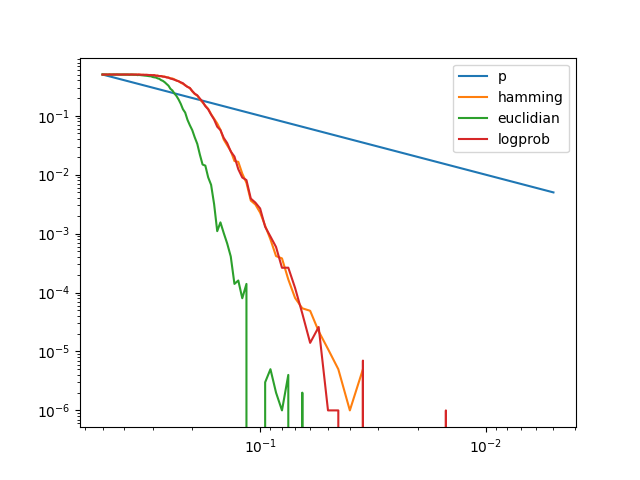 p
hamming
euclidian
logprob
10⁻¹
10⁻²
10⁻³
10⁻⁴
10⁻⁵
10⁻⁶
10⁻¹ 10⁻²